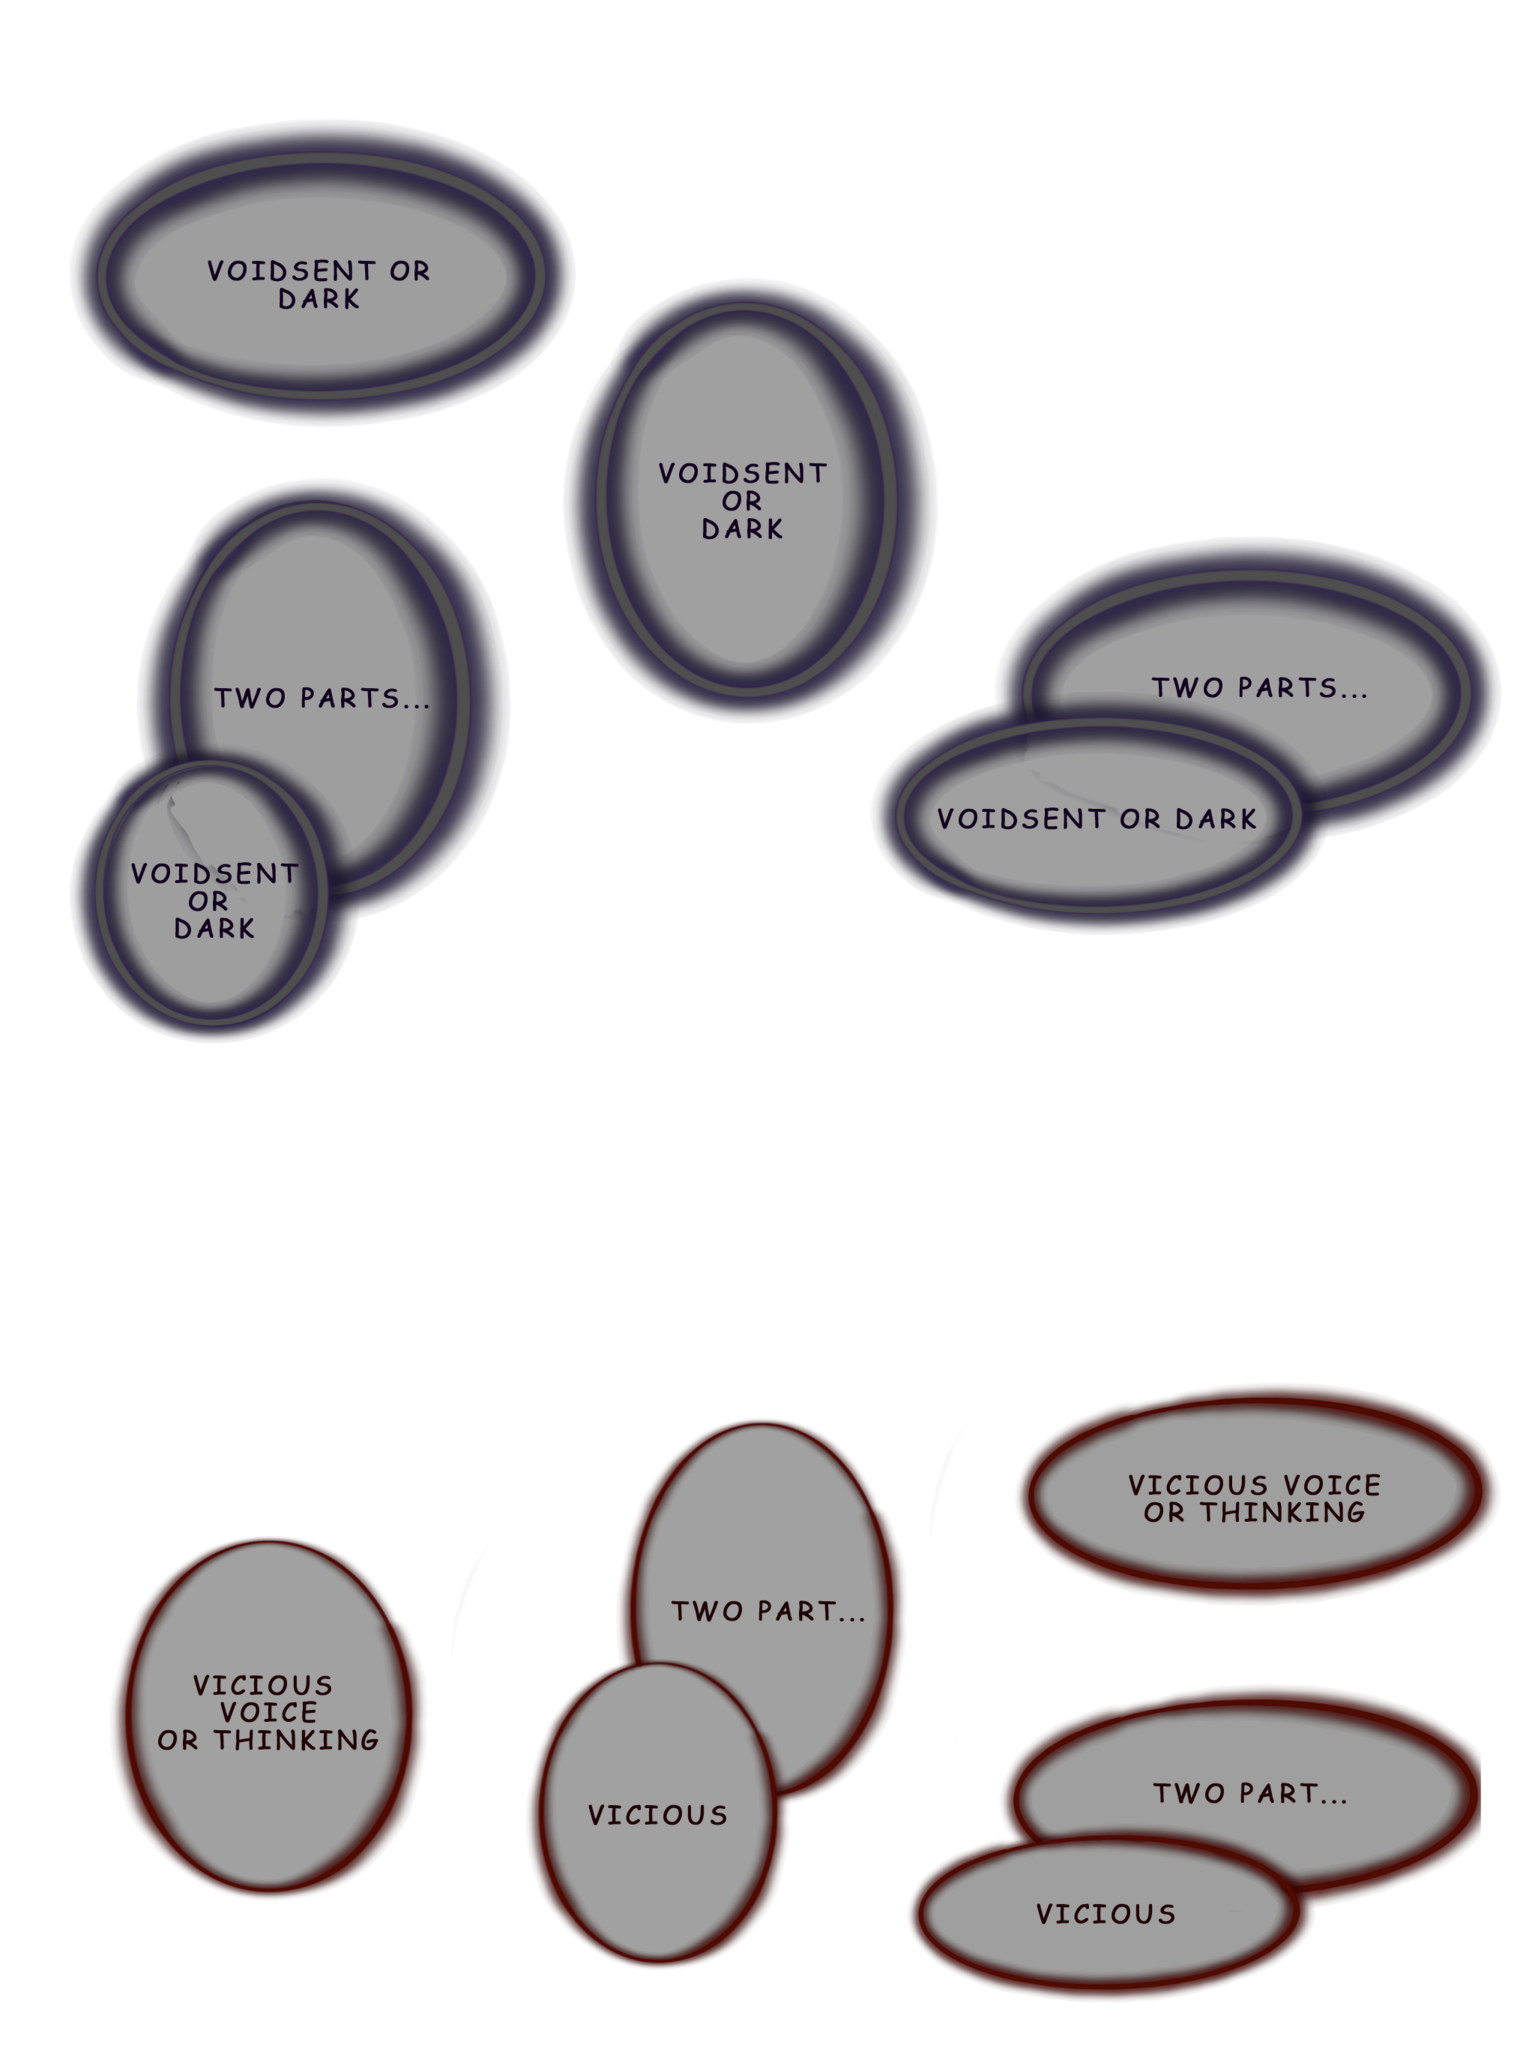 VOIDSENT OR
DARK
VOIDSENT
OR
DARK
TWO PARTS...
VOIDSENT
OR
DARK
TWO PARTS...
VOIDSENT OR DARK
VICIOUS VOICE
OR THINKING
TWO PART...
VICIOUS
VICIOUS
VOICE
OR THINKING
TWO PART...
VICIOUS